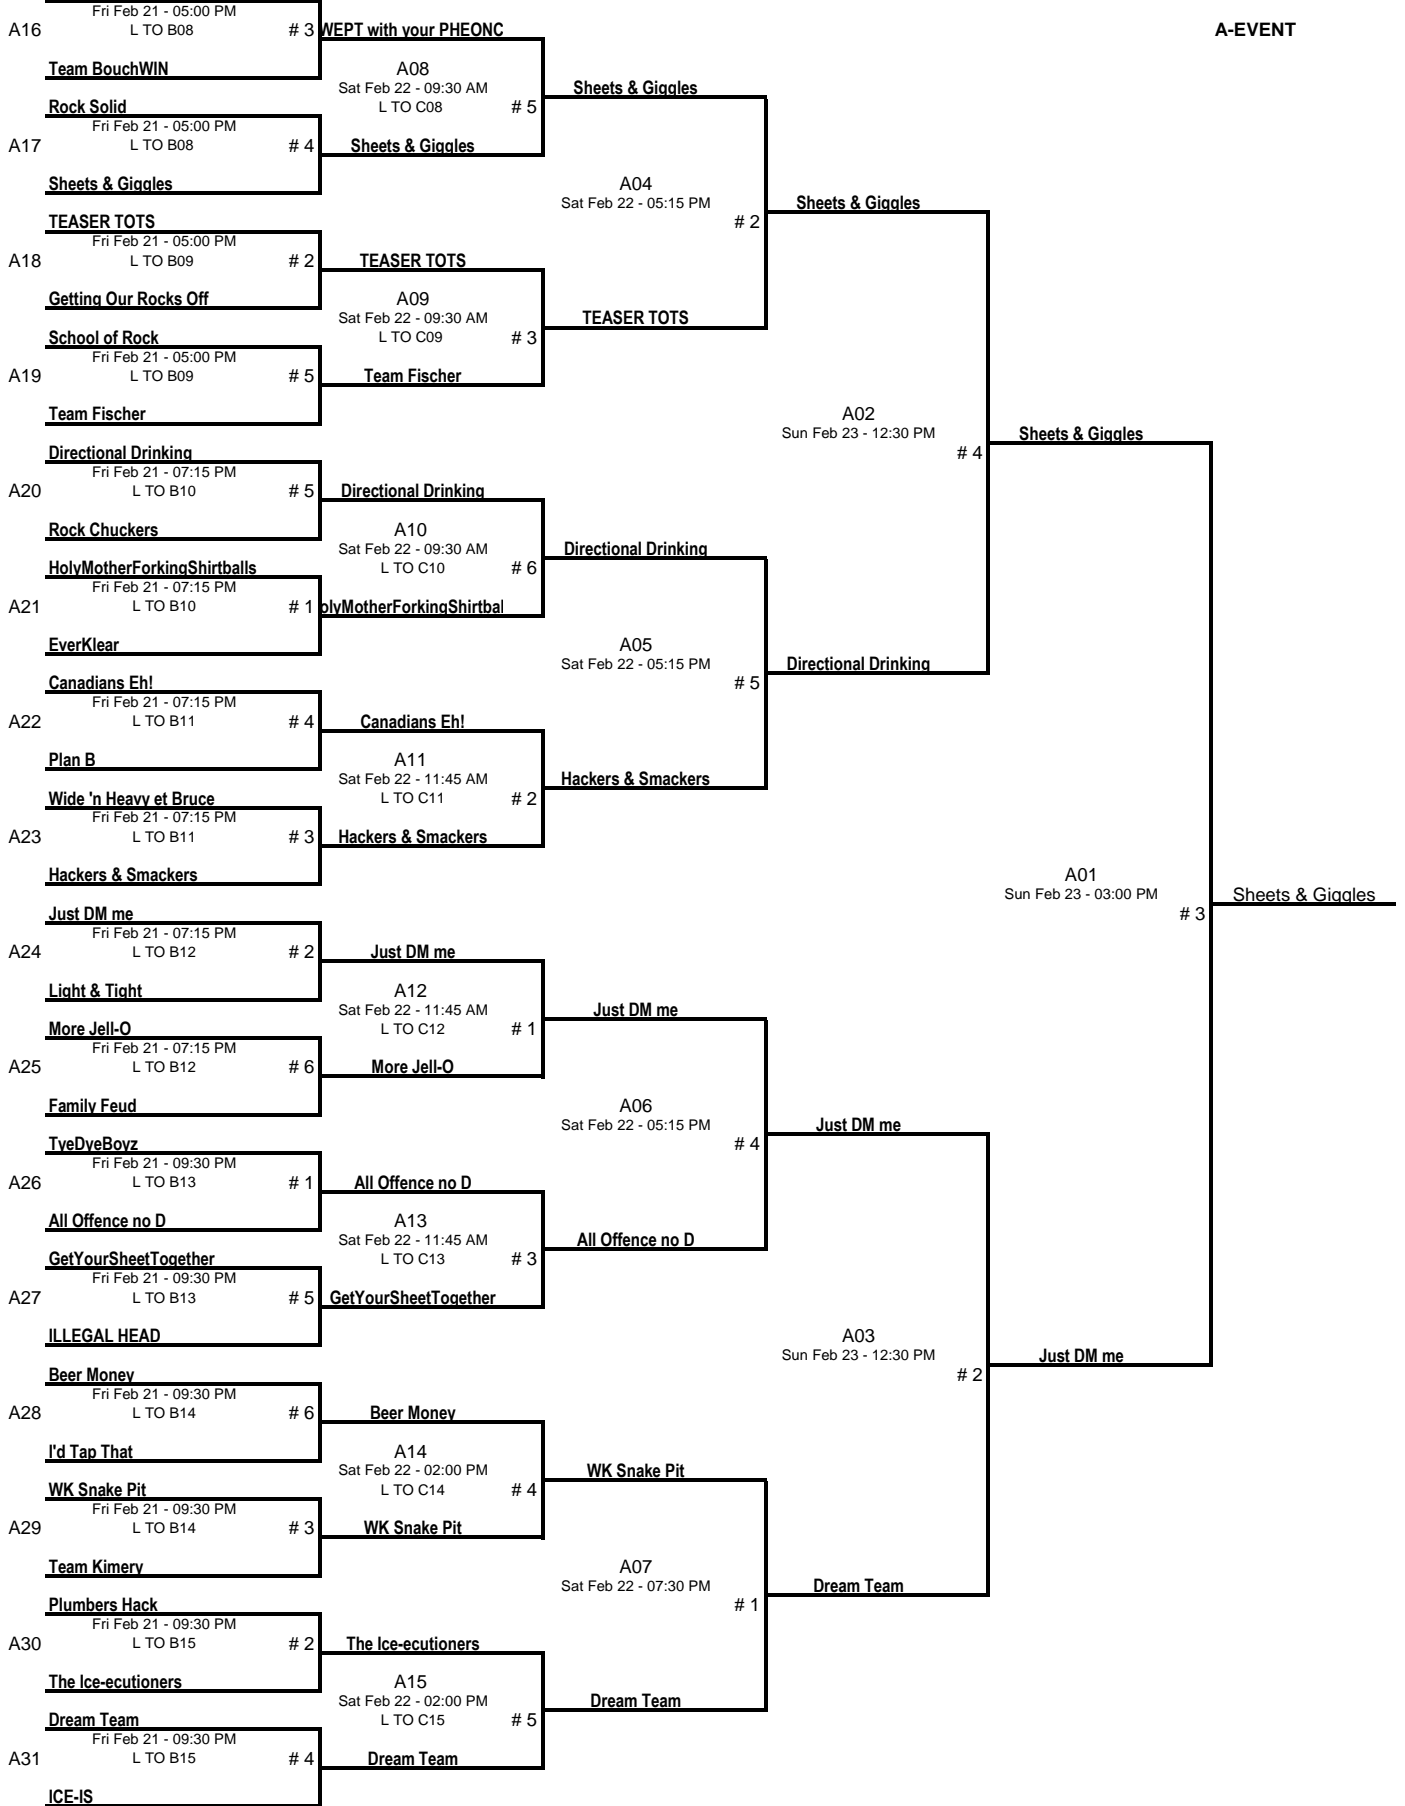 Fri Feb 21 - 05:00 PM
A16 L TO B08 # 3 WEPT with your PHEONC A-EVENT
Team BouchWIN A08
Sat Feb 22 - 09:30 AM Sheets & Giggles
Rock Solid L TO C08 # 5
Fri Feb 21 - 05:00 PM
A17 L TO B08 # 4 Sheets & Giggles
Sheets & Giggles A04
Sat Feb 22 - 05:15 PM Sheets & Giggles
TEASER TOTS # 2
Fri Feb 21 - 05:00 PM
A18 L TO B09 # 2 TEASER TOTS
Getting Our Rocks Off A09
Sat Feb 22 - 09:30 AM TEASER TOTS
School of Rock L TO C09 # 3
Fri Feb 21 - 05:00 PM
A19 L TO B09 # 5 Team Fischer
Team Fischer A02
Sun Feb 23 - 12:30 PM Sheets & Giggles
Directional Drinking # 4
Fri Feb 21 - 07:15 PM
A20 L TO B10 # 5 Directional Drinking
Rock Chuckers A10
Sat Feb 22 - 09:30 AM Directional Drinking
HolyMotherForkingShirtballs L TO C10 # 6
Fri Feb 21 - 07:15 PM
A21 L TO B10 # 1 olyMotherForkingShirtbal
EverKlear A05
Sat Feb 22 - 05:15 PM Directional Drinking
Canadians Eh! # 5
Fri Feb 21 - 07:15 PM
A22 L TO B11 # 4 Canadians Eh!
Plan B A11
Sat Feb 22 - 11:45 AM Hackers & Smackers
Wide 'n Heavy et Bruce L TO C11 # 2
Fri Feb 21 - 07:15 PM
A23 L TO B11 # 3 Hackers & Smackers
Hackers & Smackers A01
Sun Feb 23 - 03:00 PM Sheets & Giggles
Just DM me # 3
Fri Feb 21 - 07:15 PM
A24 L TO B12 # 2 Just DM me
Light & Tight A12
Sat Feb 22 - 11:45 AM Just DM me
More Jell-O L TO C12 # 1
Fri Feb 21 - 07:15 PM
A25 L TO B12 # 6 More Jell-O
Family Feud A06
Sat Feb 22 - 05:15 PM Just DM me
TyeDyeBoyz # 4
Fri Feb 21 - 09:30 PM
A26 L TO B13 # 1 All Offence no D
All Offence no D A13
Sat Feb 22 - 11:45 AM All Offence no D
GetYourSheetTogether L TO C13 # 3
Fri Feb 21 - 09:30 PM
A27 L TO B13 # 5 GetYourSheetTogether
ILLEGAL HEAD A03
Sun Feb 23 - 12:30 PM Just DM me
Beer Money # 2
Fri Feb 21 - 09:30 PM
A28 L TO B14 # 6 Beer Money
I'd Tap That A14
Sat Feb 22 - 02:00 PM WK Snake Pit
WK Snake Pit L TO C14 # 4
Fri Feb 21 - 09:30 PM
A29 L TO B14 # 3 WK Snake Pit
Team Kimery A07
Sat Feb 22 - 07:30 PM Dream Team
Plumbers Hack # 1
Fri Feb 21 - 09:30 PM
A30 L TO B15 # 2 The Ice-ecutioners
The Ice-ecutioners A15
Sat Feb 22 - 02:00 PM Dream Team
Dream Team L TO C15 # 5
Fri Feb 21 - 09:30 PM
A31 L TO B15 # 4 Dream Team
ICE-IS